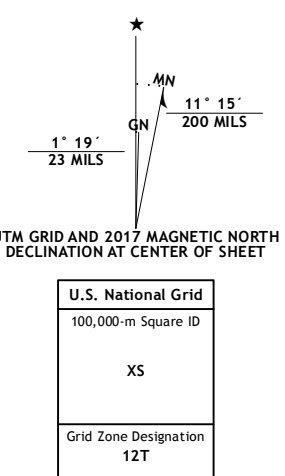 ★
MN
11° 15´
200 MILS
GN
1° 19´
23 MILS
UTM GRID AND 2017 MAGNETIC NORTH
DECLINATION AT CENTER OF SHEET
U.S. National Grid
100,000-m Square ID
XS
Grid Zone Designation
12T